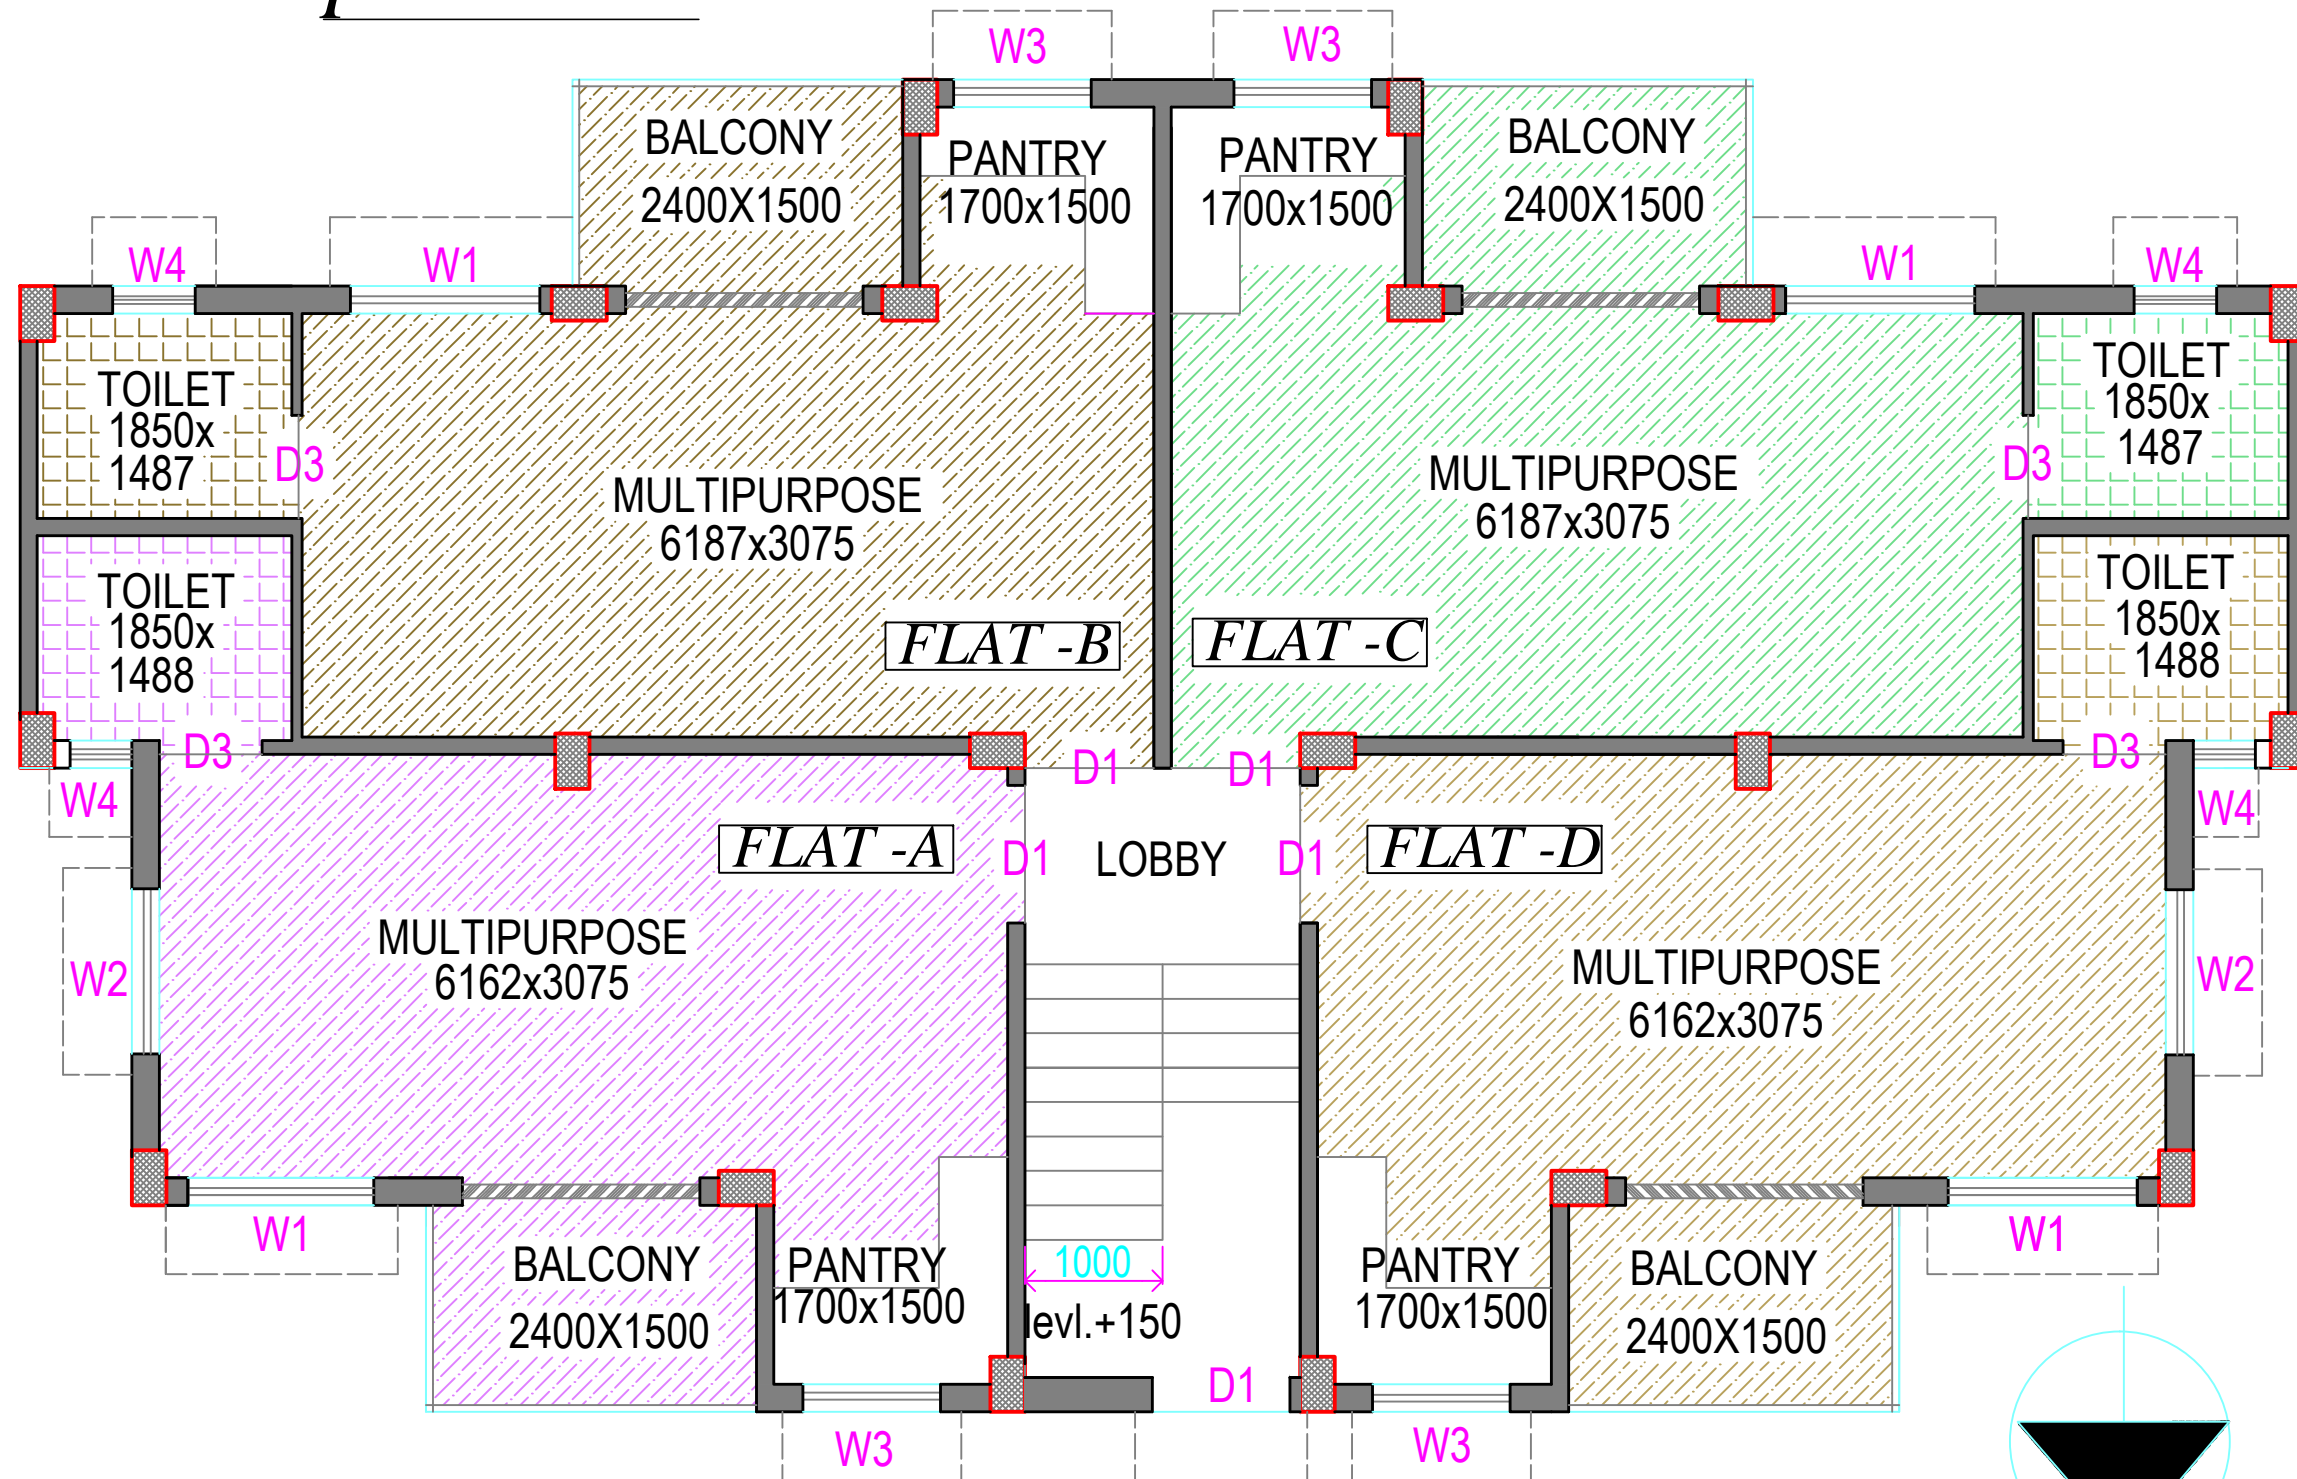 W3
W3
BALCONY
2400X1500
PANTRY
1700x1500
PANTRY
1700x1500
BALCONY
2400X1500
W4
W1
W1
W4
TOILET
1850x
1487
D3
MULTIPURPOSE
6187x3075
MULTIPURPOSE
6187x3075
D3
TOILET
1850x
1487
TOILET
1850x
1488
FLAT -B
FLAT -C
TOILET
1850x
1488
D3
D1
D1
D3
W4
FLAT -A
D1
LOBBY
D1
FLAT -D
W4
W2
MULTIPURPOSE
6162x3075
MULTIPURPOSE
6162x3075
W2
W1
BALCONY
2400X1500
PANTRY
1700x1500
1000
levl.+150
PANTRY
1700x1500
BALCONY
2400X1500
W1
D1
W3
W3